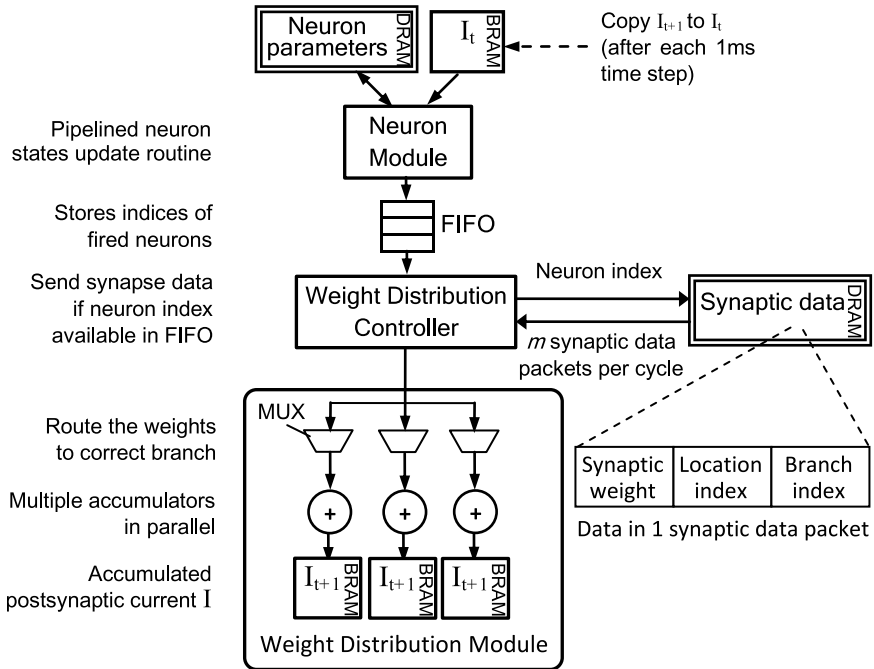 Neuron
parameters
DRAM
I_t
BRAM
Copy I_{t+1} to I_t
(after each 1ms
time step)
Pipelined neuron
states update routine
Neuron
Module
Stores indices of
fired neurons
FIFO
Send synapse data
if neuron index
available in FIFO
Weight Distribution
Controller
Neuron index
m synaptic data
packets per cycle
Synaptic data
DRAM
Route the weights
to correct branch
MUX
Multiple accumulators
in parallel
+
+
+
Accumulated
postsynaptic current I
I_{t+1}
BRAM
I_{t+1}
BRAM
I_{t+1}
BRAM
Weight Distribution Module
Synaptic
weight
Location
index
Branch
index
Data in 1 synaptic data packet